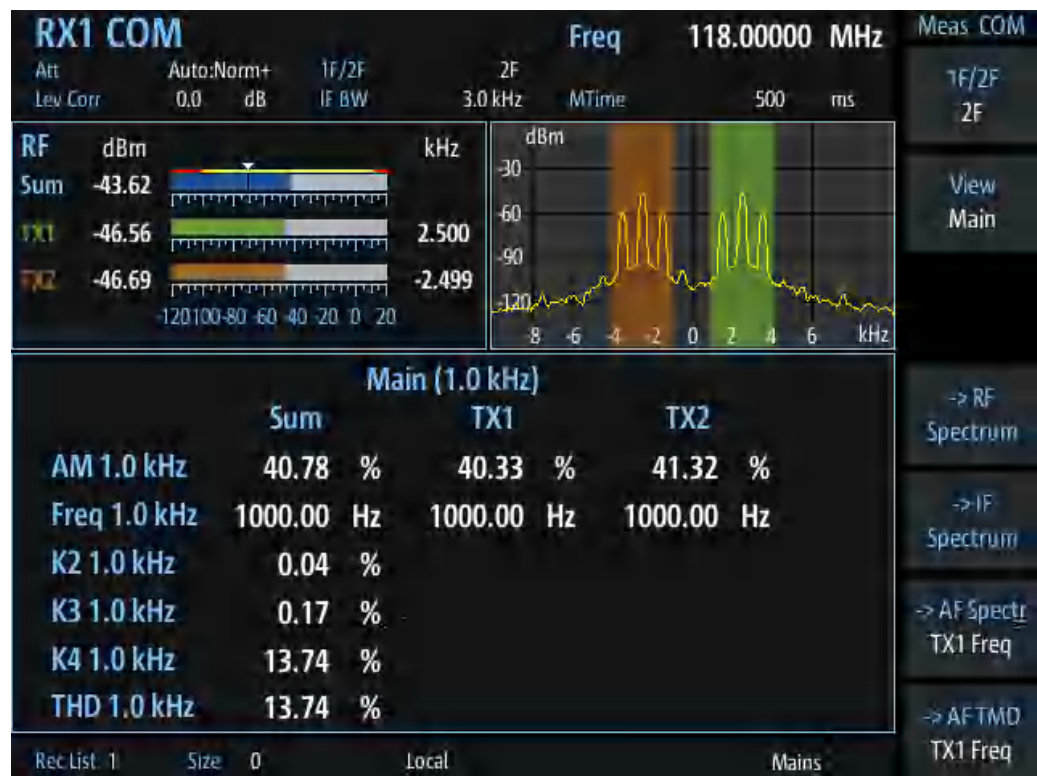 RX1 COM Freq 118.00000 MHz Meas COM
Att Auto:Norm+ 1F/2F 2F
Lev Corr 0.0 dB IF BW 3.0 kHz MTime 500 ms
1F/2F
2F
RF dBm kHz
Sum -43.62
TX1 -46.56 2.500
TX2 -46.69 -2.499
-120 100 -80 -60 -40 -20 0 20
dBm
-30
-60
-90
-120
-8 -6 -4 -2 0 2 4 6 kHz
View
Main
Main (1.0 kHz)
Sum TX1 TX2
AM 1.0 kHz 40.78 % 40.33 % 41.32 %
Freq 1.0 kHz 1000.00 Hz 1000.00 Hz 1000.00 Hz
K2 1.0 kHz 0.04 %
K3 1.0 kHz 0.17 %
K4 1.0 kHz 13.74 %
THD 1.0 kHz 13.74 %
-> RF
Spectrum
-> IF
Spectrum
-> AF Spectr
TX1 Freq
-> AF TMD
TX1 Freq
Rec List 1 Size 0 Local Mains